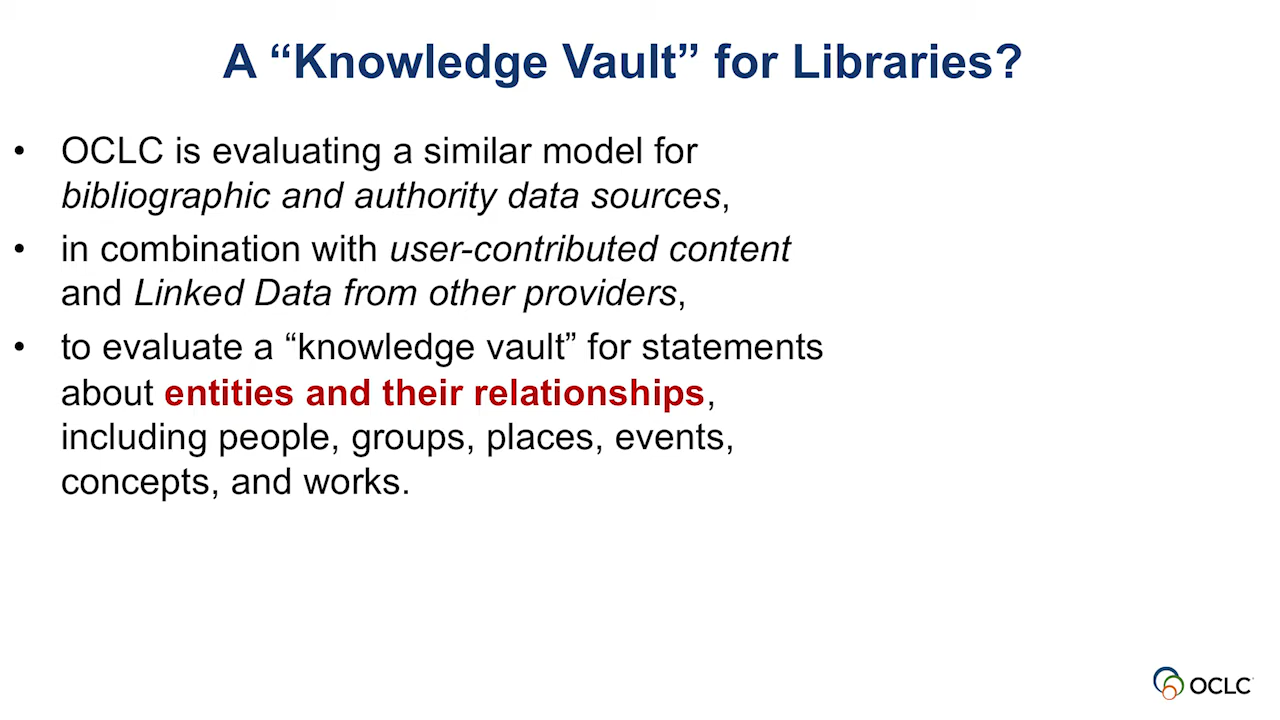 A “Knowledge Vault” for Libraries?
• OCLC is evaluating a similar model for
bibliographic and authority data sources,
• in combination with user-contributed content
and Linked Data from other providers,
• to evaluate a “knowledge vault” for statements
about entities and their relationships,
including people, groups, places, events,
concepts, and works.
OCLC